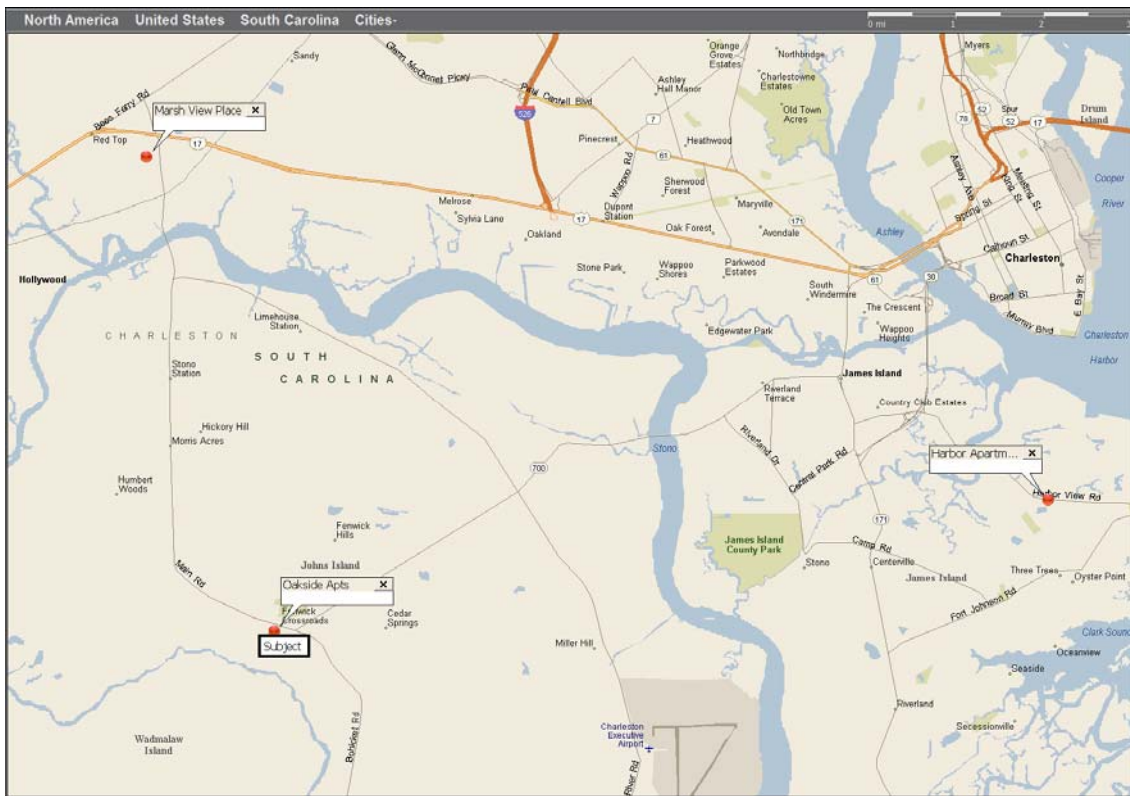 North America United States South Carolina Cities-
0 mi 1 2 3
Sandy
Glenn McConnel Pkwy
Orange
Grove
Estates
Northbridge
Myers
Charlestowne
Estates
Ashley
Hall Manor
Paul Cantell Blvd
Old Town
Acres
Drum
Island
Marsh View Place
Bees Ferry Rd
Red Top
17
526
7
Pinecrest
Heathwood
52
Spur
52
17
78
61
Wappoo Rd
Sherwood
Forest
Ashley Ave
King St
Meeting St
Cooper
River
Melrose
Sylvia Lane
Dupont
Station
17
Maryville
171
Spring St
Oakland
Oak Forest
Avondale
Ashley
Calhoun St
Charleston
Hollywood
Stone Park
Wappoo
Shores
Parkwood
Estates
61
30
E Bay St
South
Windermere
Broad St
The Crescent
Murray Blvd
Limehouse
Station
CHARLESTON
Edgewater Park
Wappoo
Heights
Charleston
Harbor
SOUTH
CAROLINA
Stono
Station
James Island
Riverland
Terrace
Country Club Estates
Hickory Hill
Morris Acres
Riverland Dr
Stono
Central Park Rd
Harbor Apartm...
700
Humbert
Woods
Harbor View Rd
Fenwick
Hills
171
James Island
County Park
Camp Rd
Main Rd
Johns Island
Stono
Centerville
James Island
Three Trees
Oyster Point
Oakside Apts
Fenwick
Crossroads
Cedar
Springs
Fort Johnson Rd
Subject
Miller Hill
Clark Sound
Oceanview
Seaside
Bohicket Rd
Riverland
Charleston
Executive
Airport
Secessionville
Wadmalaw
Island
River Rd